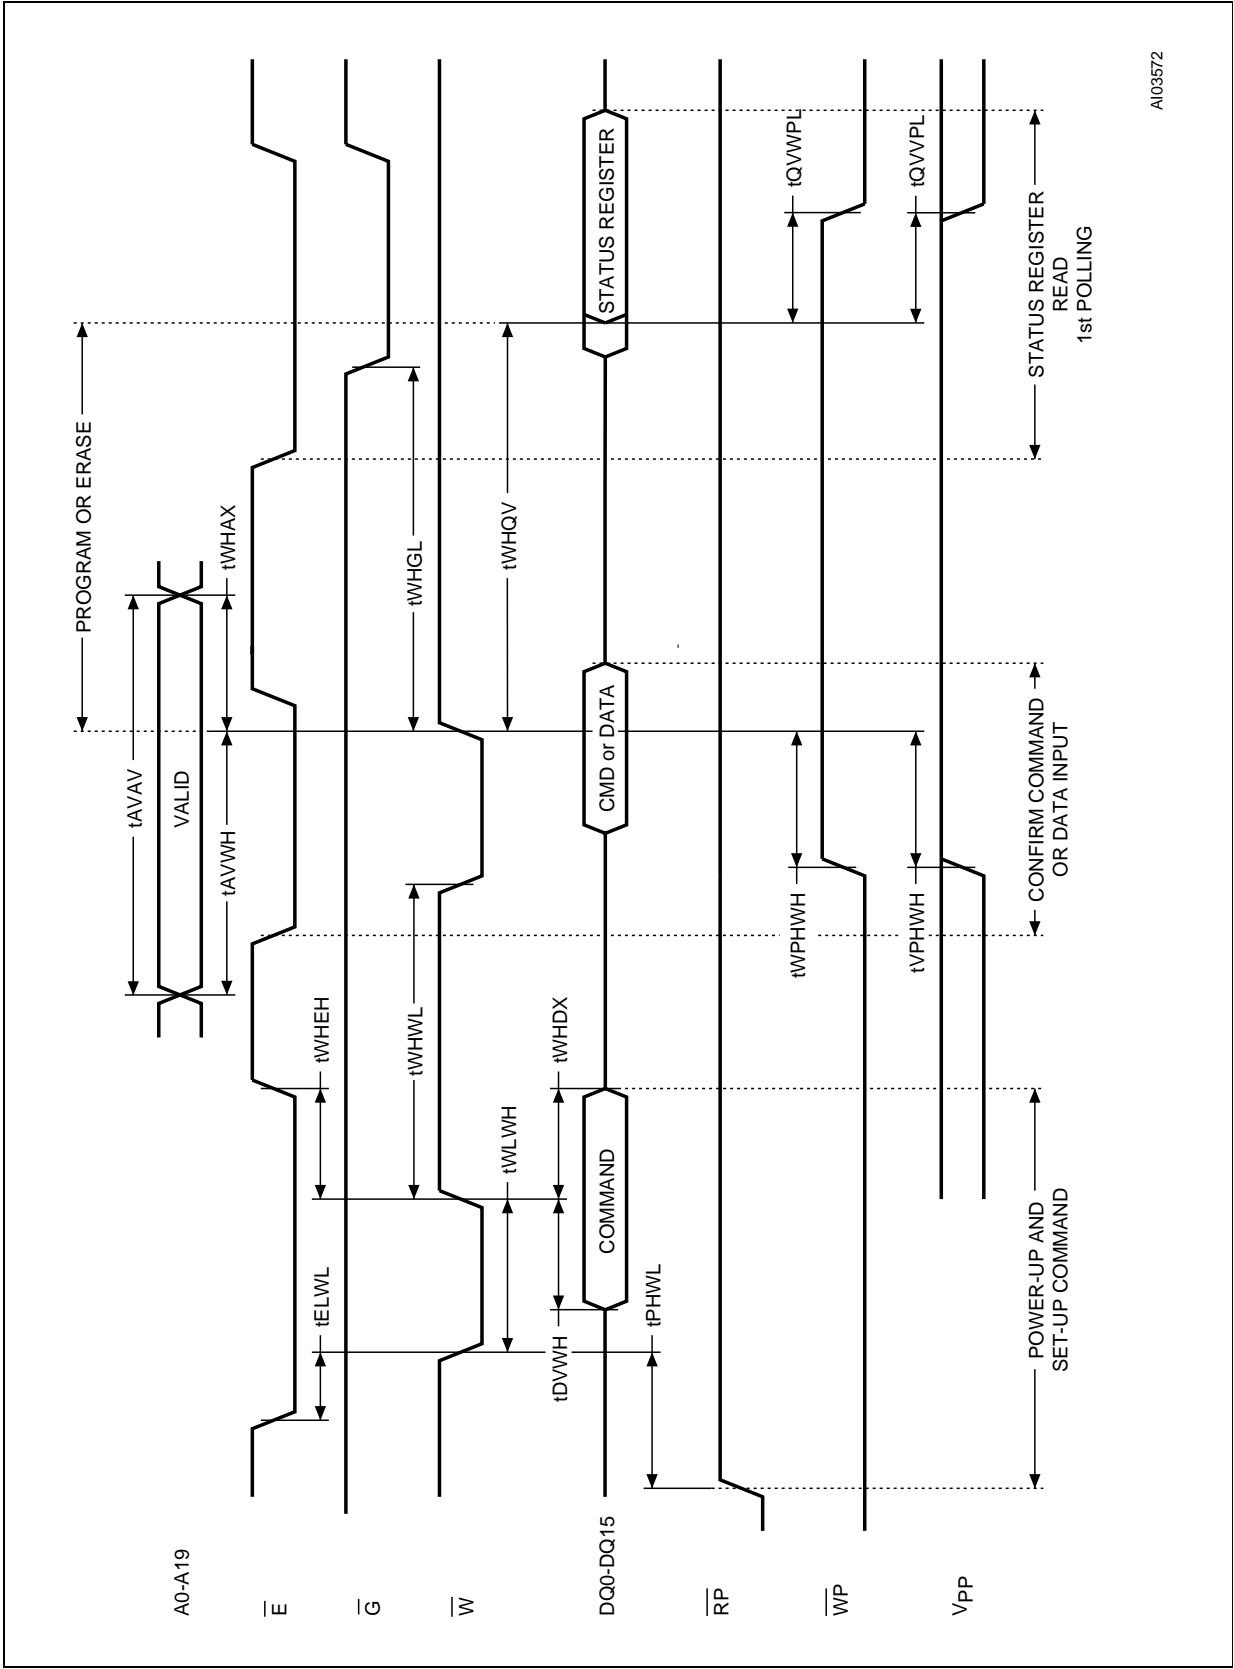 PROGRAM OR ERASE
A0-A19
tAVAV
VALID
tAVWH
tWHAX
E
tELWL
tWHEH
G
tWHWL
tWHGL
W
tWLWH
tWHQV
tDVWH
tWHDX
DQ0-DQ15
COMMAND
CMD or DATA
STATUS REGISTER
tPHWL
RP
tWPHWH
tQVWPL
WP
tVPHWH
tQVVPL
VPP
POWER-UP AND
SET-UP COMMAND
CONFIRM COMMAND
OR DATA INPUT
STATUS REGISTER
READ
1st POLLING
AI03572